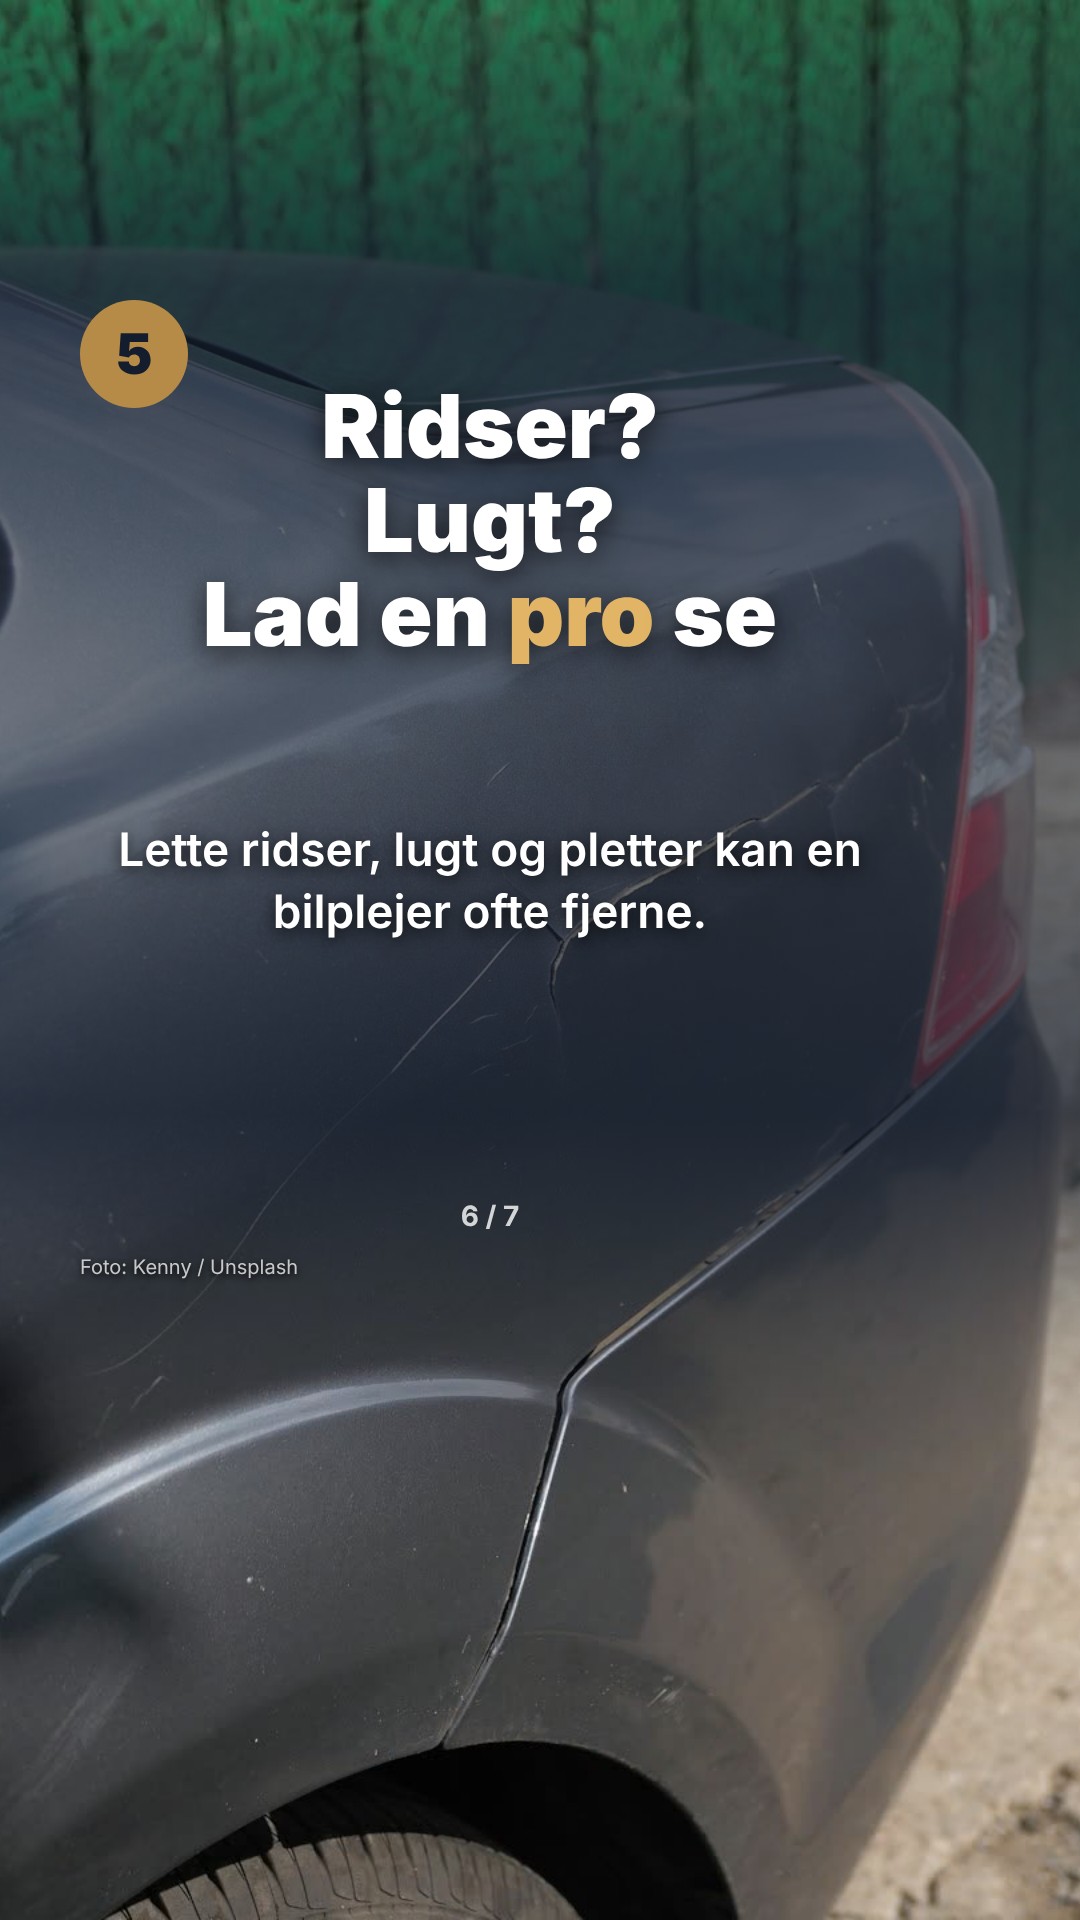 5
Ridser?
Lugt?
Lad en pro se
Lette ridser, lugt og pletter kan en
bilplejer ofte fjerne.
6 / 7
Foto: Kenny / Unsplash